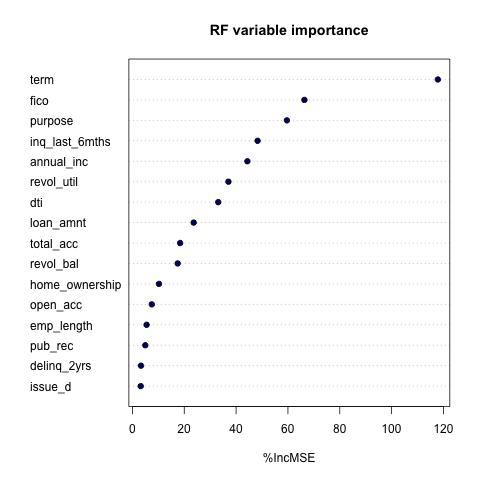 RF variable importance
term
fico
purpose
inq_last_6mths
annual_inc
revol_util
dti
loan_amnt
total_acc
revol_bal
home_ownership
open_acc
emp_length
pub_rec
delinq_2yrs
issue_d
0 20 40 60 80 100 120
%IncMSE